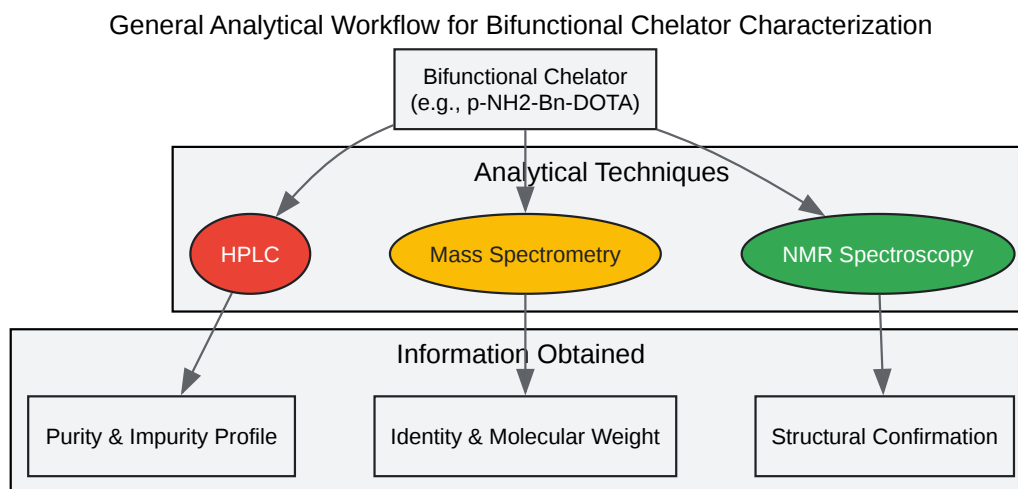 General Analytical Workflow for Bifunctional Chelator Characterization
Bifunctional Chelator
(e.g., p-NH2-Bn-DOTA)
Analytical Techniques
HPLC
Mass Spectrometry
NMR Spectroscopy
Information Obtained
Purity & Impurity Profile
Identity & Molecular Weight
Structural Confirmation